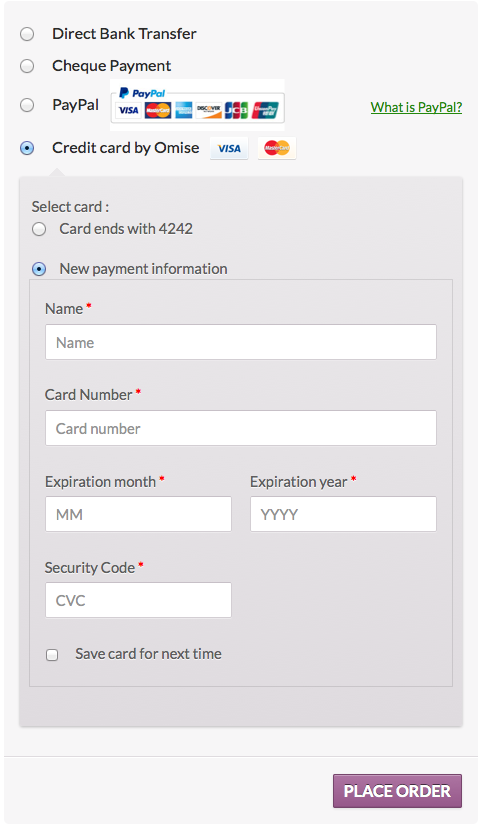 Direct Bank Transfer
Cheque Payment
PayPal PayPal What is PayPal?
VISA MasterCard DISCOVER JCB UnionPay
Credit card by Omise VISA MasterCard
Select card :
Card ends with 4242
New payment information
Name *
Name
Card Number *
Card number
Expiration month * Expiration year *
MM YYYY
Security Code *
CVC
Save card for next time
PLACE ORDER